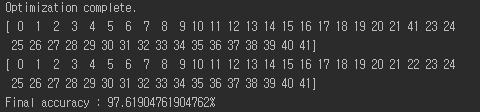 Optimization complete.
[ 0  1  2  3  4  5  6  7  8  9 10 11 12 13 14 15 16 17 18 19 20 21 41 23 24
 25 26 27 28 29 30 31 32 33 34 35 36 37 38 39 40 41]
[ 0  1  2  3  4  5  6  7  8  9 10 11 12 13 14 15 16 17 18 19 20 21 22 23 24
 25 26 27 28 29 30 31 32 33 34 35 36 37 38 39 40 41]
Final accuracy : 97.61904761904762%